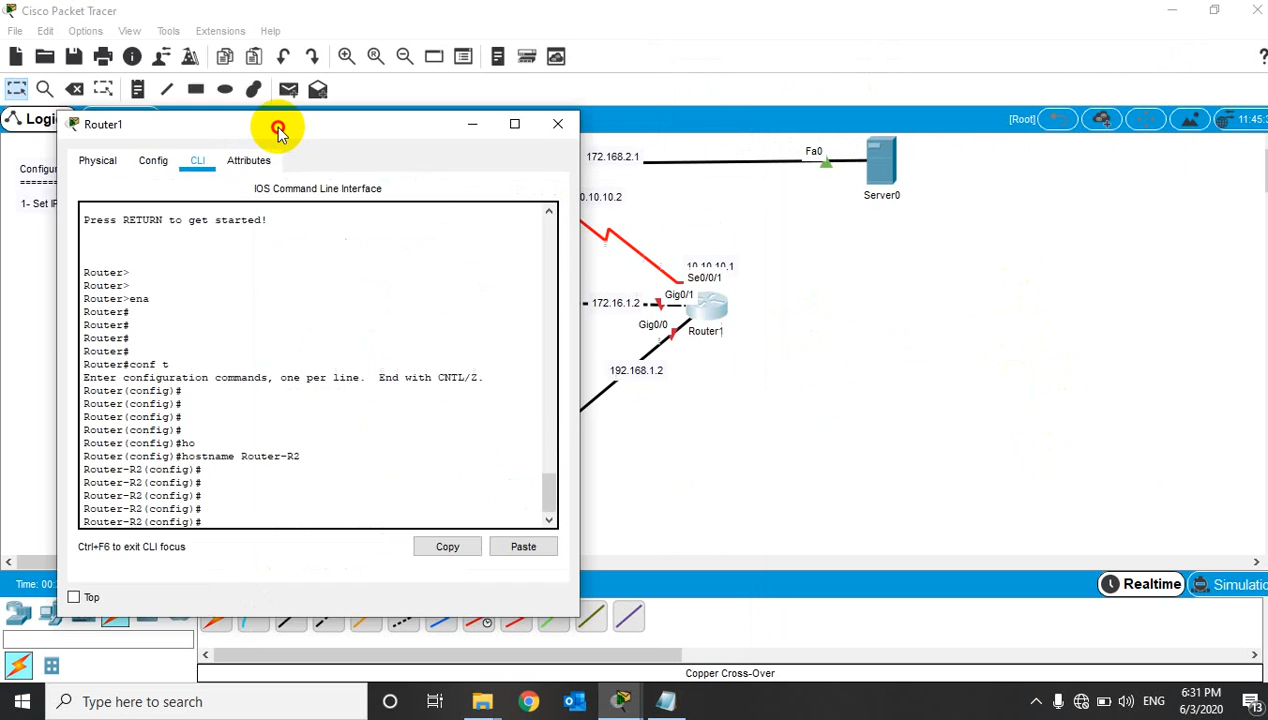 Cisco Packet Tracer
File Edit Options View Tools Extensions Help
[Root]
11:45:3
Router1
Physical Config CLI Attributes
IOS Command Line Interface
Press RETURN to get started!
Router>
Router>
Router>ena
Router#
Router#
Router#
Router#
Router#conf t
Enter configuration commands, one per line. End with CNTL/Z.
Router(config)#
Router(config)#
Router(config)#
Router(config)#
Router(config)#ho
Router(config)#hostname Router-R2
Router-R2(config)#
Router-R2(config)#
Router-R2(config)#
Router-R2(config)#
Router-R2(config)#
Ctrl+F6 to exit CLI focus
Copy
Paste
Top
172.168.2.1
Fa0
Server0
0.10.10.2
10.10.10.1
Se0/0/1
Gig0/1
172.16.1.2
Gig0/0
Router1
192.168.1.2
Realtime
Simulatio
Copper Cross-Over
Type here to search
ENG
6:31 PM
6/3/2020
13